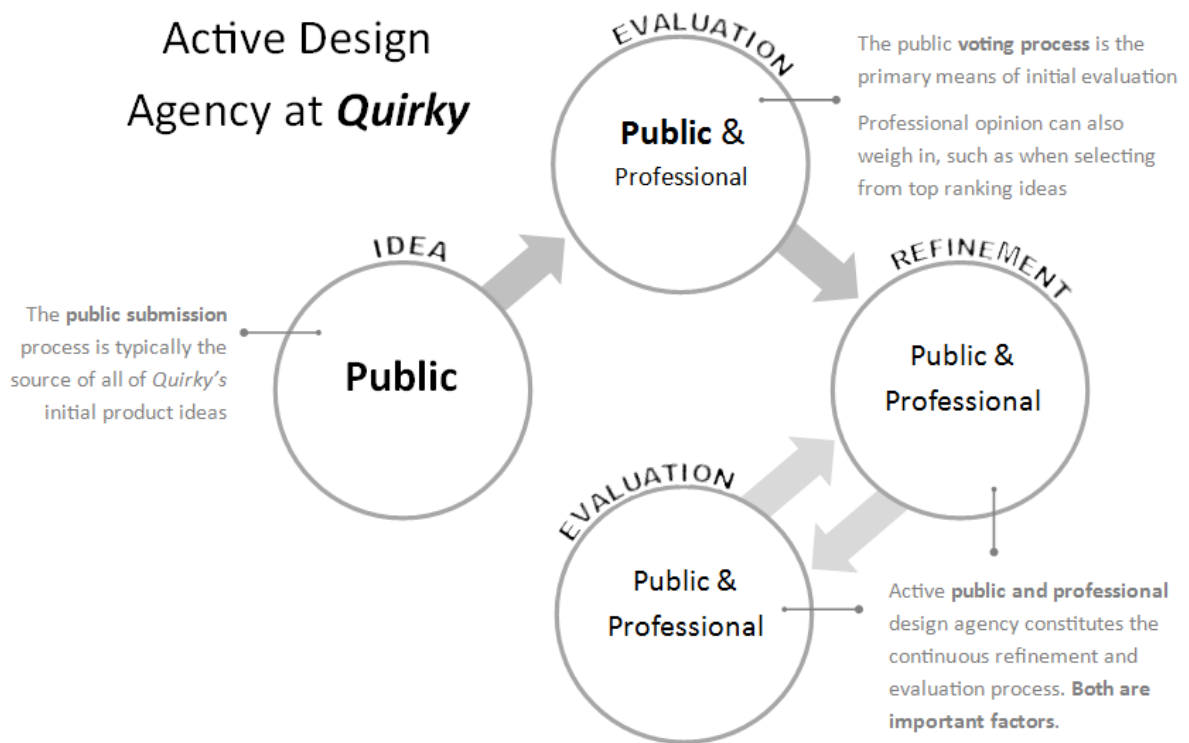 Active Design
Agency at Quirky
EVALUATION
Public &
Professional
The public voting process is the
primary means of initial evaluation
Professional opinion can also
weigh in, such as when selecting
from top ranking ideas
IDEA
Public
The public submission
process is typically the
source of all of Quirky's
initial product ideas
REFINEMENT
Public &
Professional
EVALUATION
Public &
Professional
Active public and professional
design agency constitutes the
continuous refinement and
evaluation process. Both are
important factors.